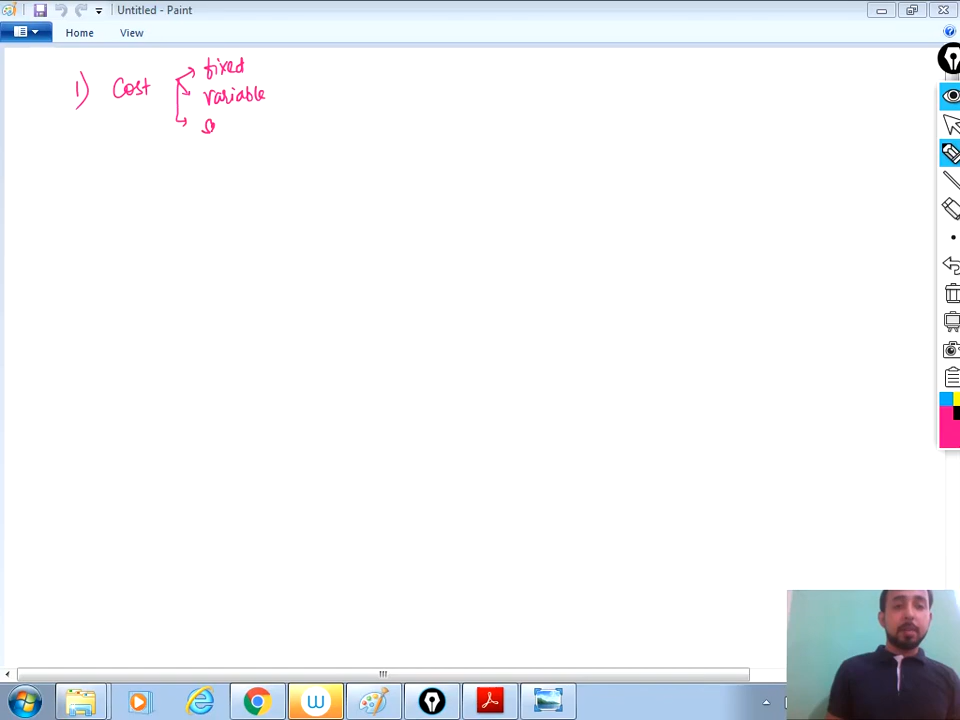 Untitled - Paint
Home View
fixed
1) Cost
variable